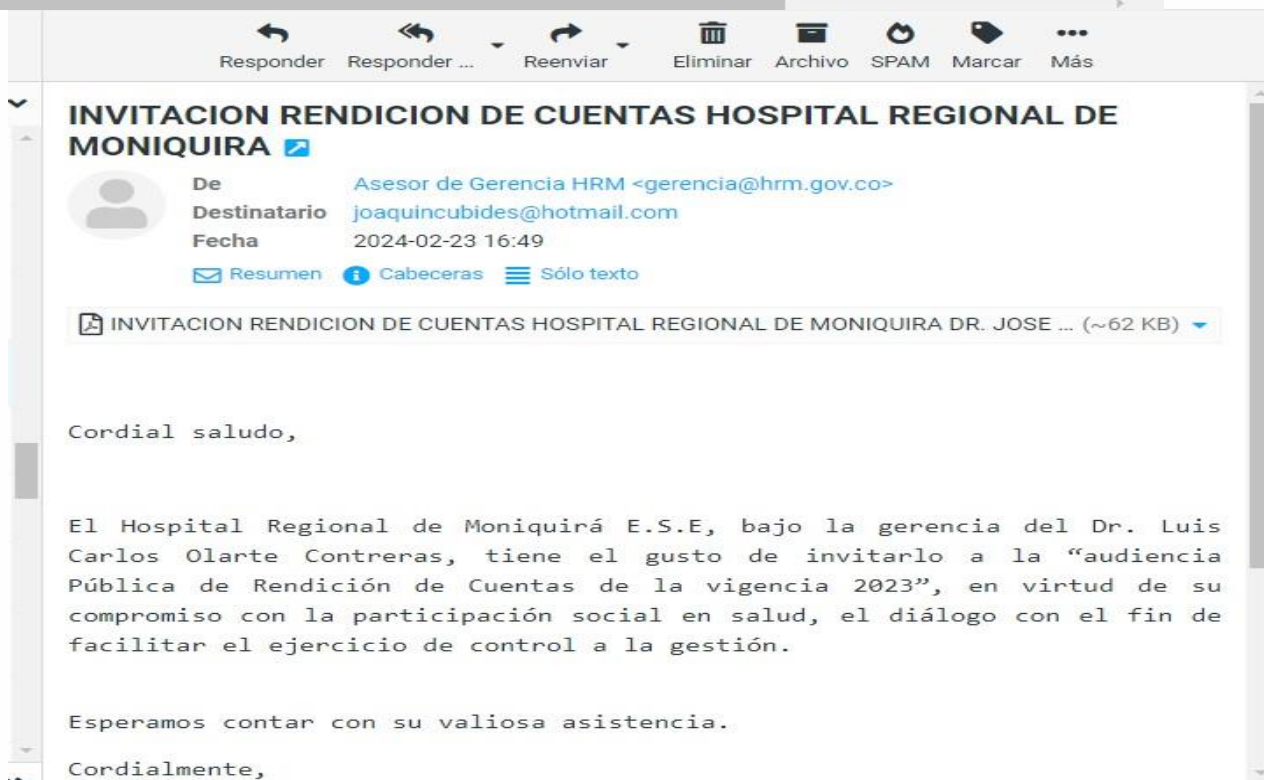 Responder Responder ... Reenviar Eliminar Archivo SPAM Marcar Más
INVITACION RENDICION DE CUENTAS HOSPITAL REGIONAL DE
MONIQUIRA
De Asesor de Gerencia HRM <gerencia@hrm.gov.co>
Destinatario joaquincubides@hotmail.com
Fecha 2024-02-23 16:49
Resumen Cabeceras Sólo texto
INVITACION RENDICION DE CUENTAS HOSPITAL REGIONAL DE MONIQUIRA DR. JOSE ... (~62 KB)
Cordial saludo,
El Hospital Regional de Moniquirá E.S.E, bajo la gerencia del Dr. Luis
Carlos Olarte Contreras, tiene el gusto de invitarlo a la “audiencia
Pública de Rendición de Cuentas de la vigencia 2023”, en virtud de su
compromiso con la participación social en salud, el diálogo con el fin de
facilitar el ejercicio de control a la gestión.
Esperamos contar con su valiosa asistencia.
Cordialmente,